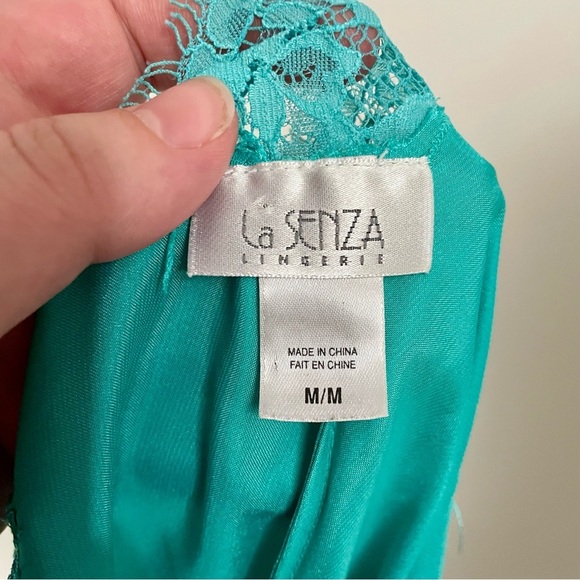 La SENZA
LINGERIE
MADE IN CHINA
FAIT EN CHINE
M/M